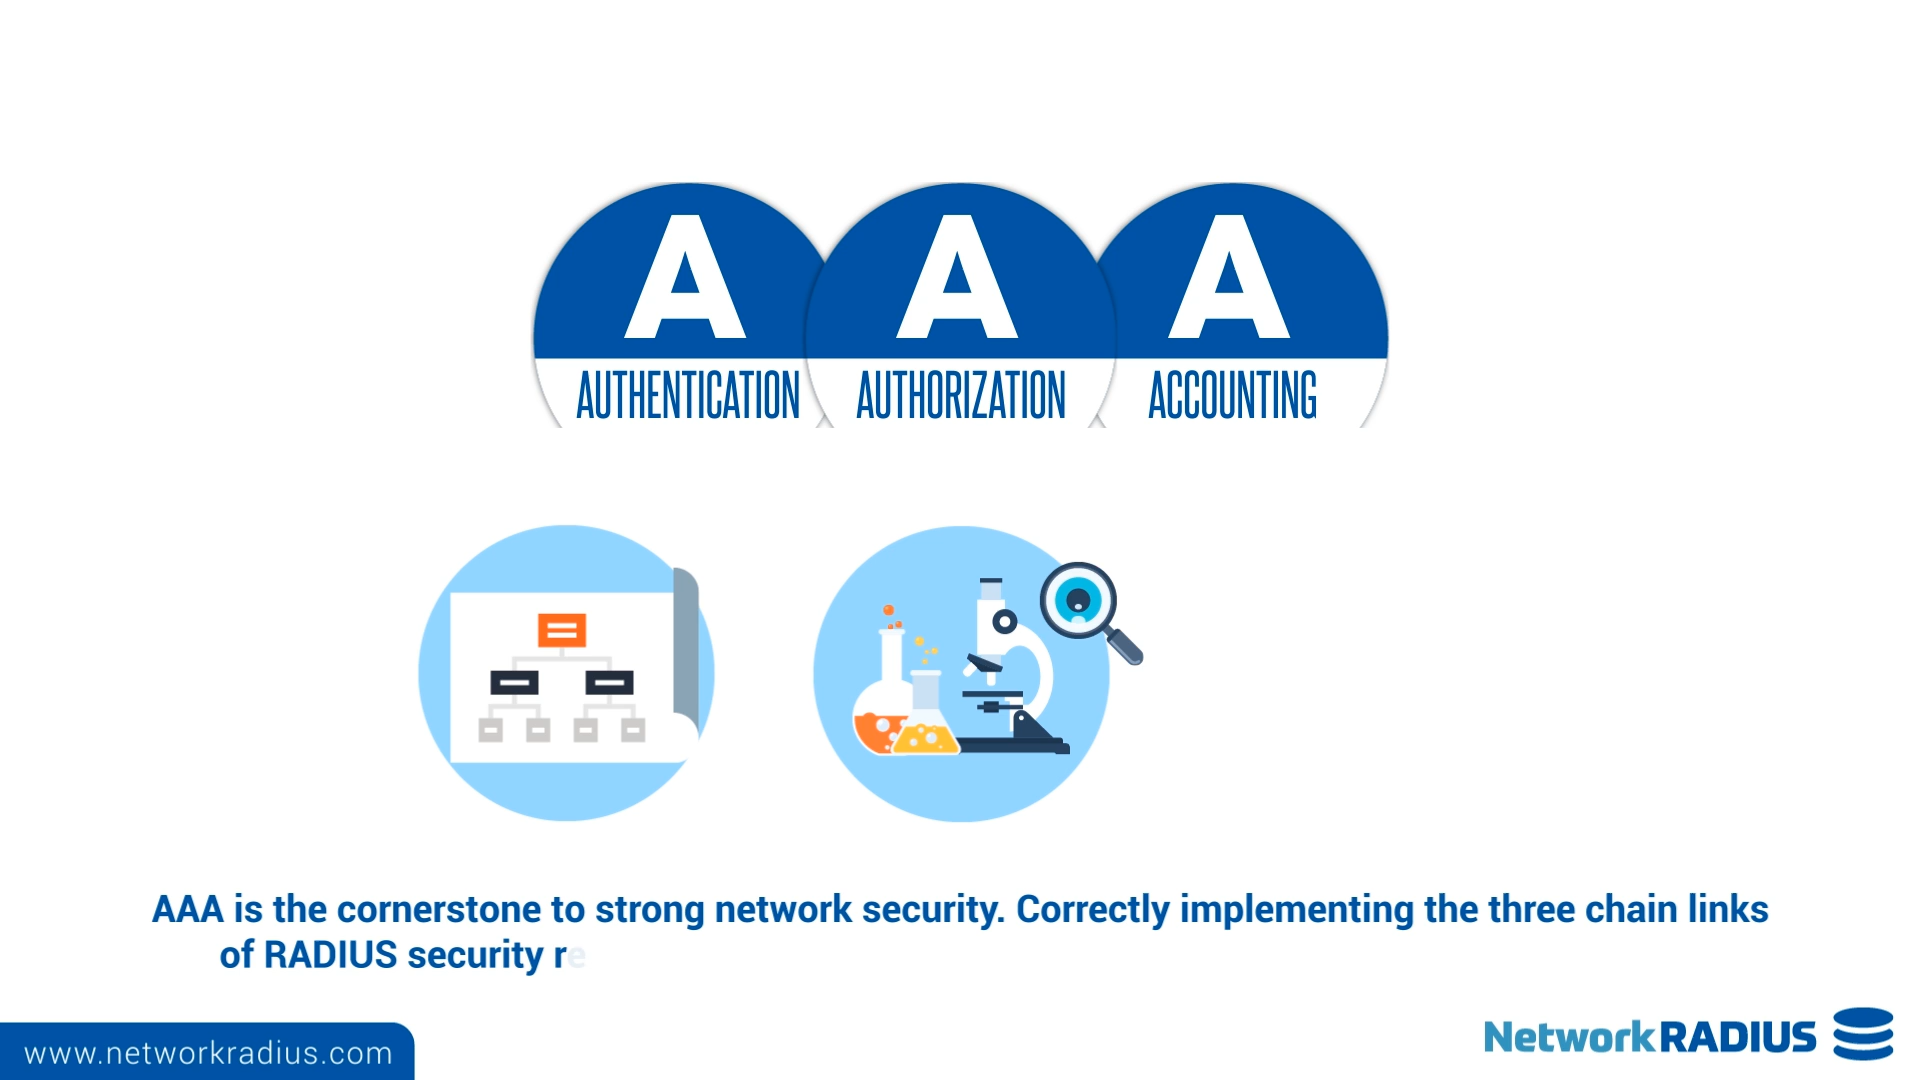 A A A
AUTHENTICATION AUTHORIZATION ACCOUNTING
AAA is the cornerstone to strong network security. Correctly implementing the three chain links
of RADIUS security re
www.networkradius.com
NetworkRADIUS